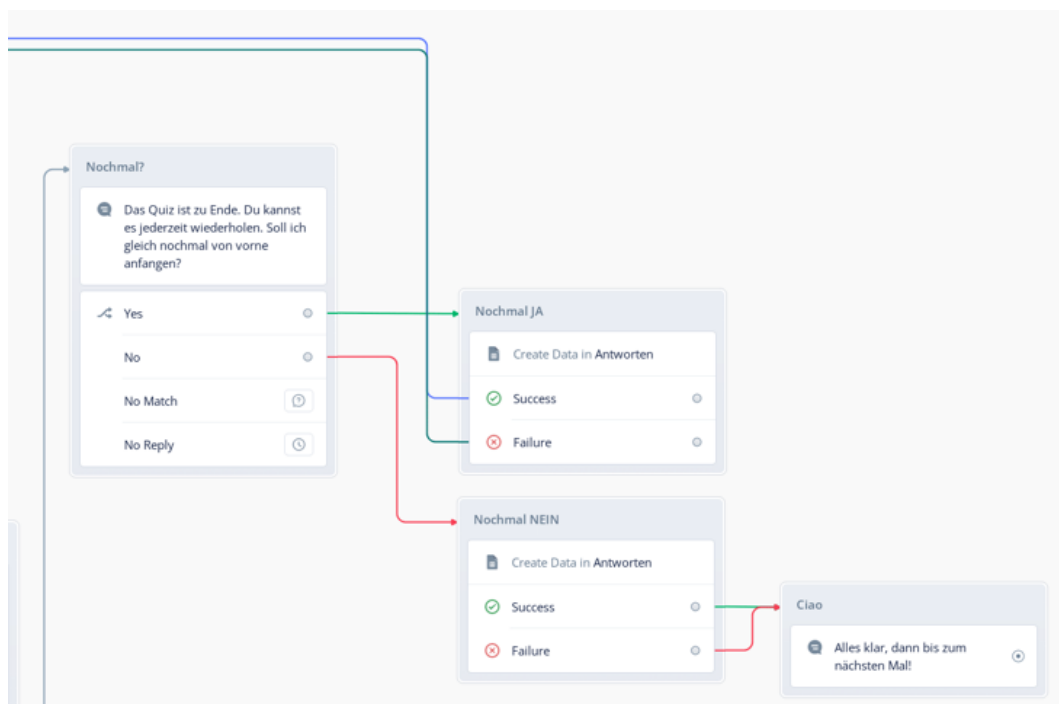 Nochmal?
Das Quiz ist zu Ende. Du kannst
es jederzeit wiederholen. Soll ich
gleich nochmal von vorne
anfangen?
Yes
No
No Match
No Reply
Nochmal JA
Create Data in Antworten
Success
Failure
Nochmal NEIN
Create Data in Antworten
Success
Failure
Ciao
Alles klar, dann bis zum
nächsten Mal!